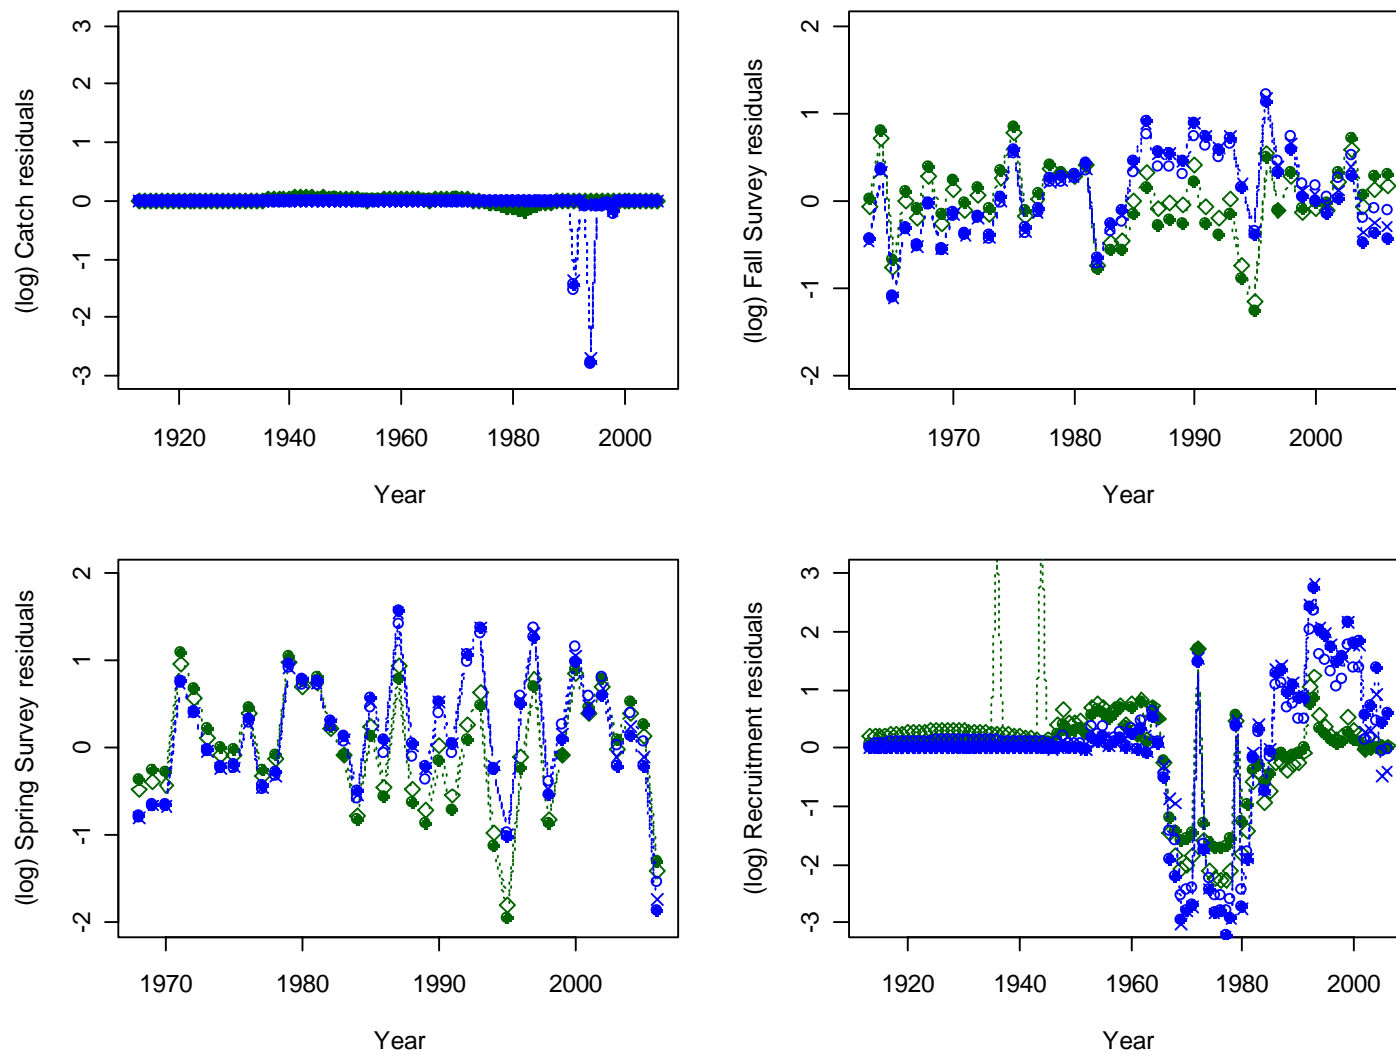 (log) Catch residuals
3
2
1
0
-1
-2
-3
1920 1940 1960 1980 2000
Year
(log) Fall Survey residuals
2
1
0
-1
-2
1970 1980 1990 2000
Year
(log) Spring Survey residuals
2
1
0
-1
-2
1970 1980 1990 2000
Year
(log) Recruitment residuals
3
2
1
0
-1
-2
-3
1920 1940 1960 1980 2000
Year